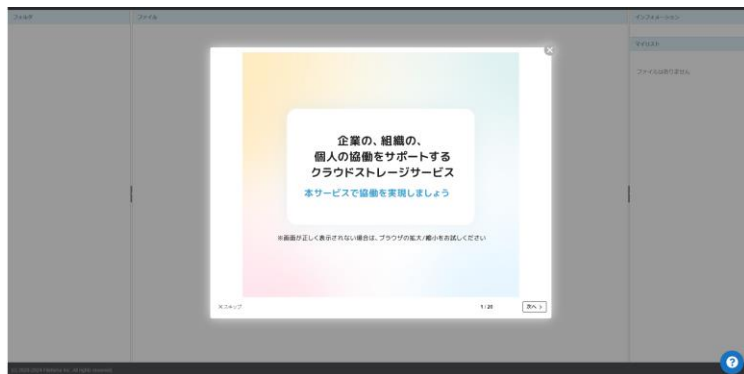 フォルダ
ファイル
インフォメーション
マイリスト
ファイルはありません
企業の、組織の、
個人の協働をサポートする
クラウドストレージサービス
本サービスで協働を実現しましょう
※画面が正しく表示されない場合は、ブラウザの拡大/縮小をお試しください
スキップ
1 / 20
次へ >
?